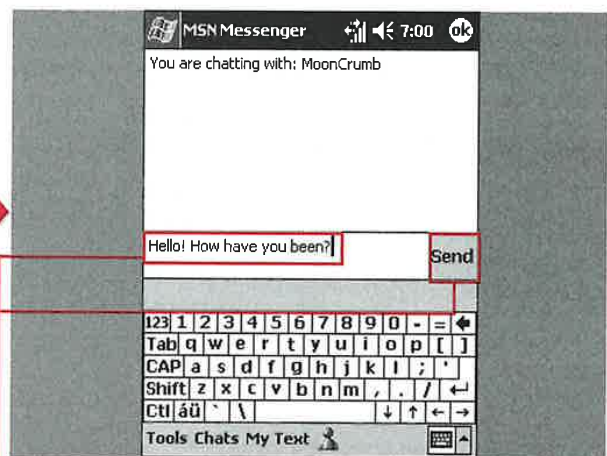 MSN Messenger 7:00 ok
You are chatting with: MoonCrumb
Hello! How have you been?
Send
123 1 2 3 4 5 6 7 8 9 0 - =
Tab q w e r t y u i o p [ ]
CAP a s d f g h j k l ; '
Shift z x c v b n m , . /
Ctl áü ` \
Tools Chats My Text